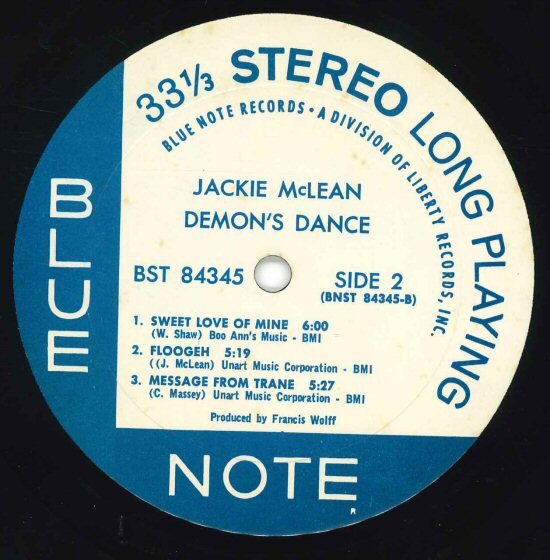 33⅓ STEREO LONG PLAYING
BLUE NOTE RECORDS • A DIVISION OF LIBERTY RECORDS, INC.
JACKIE McLEAN
DEMON'S DANCE
BST 84345
SIDE 2
(BNST 84345-B)
1. SWEET LOVE OF MINE 6:00
(W. Shaw) Boo Ann's Music - BMI
2. FLOOGEH 5:19
((J. McLean) Unart Music Corporation - BMI
3. MESSAGE FROM TRANE 5:27
(C. Massey) Unart Music Corporation - BMI
Produced by Francis Wolff
BLUE
NOTE